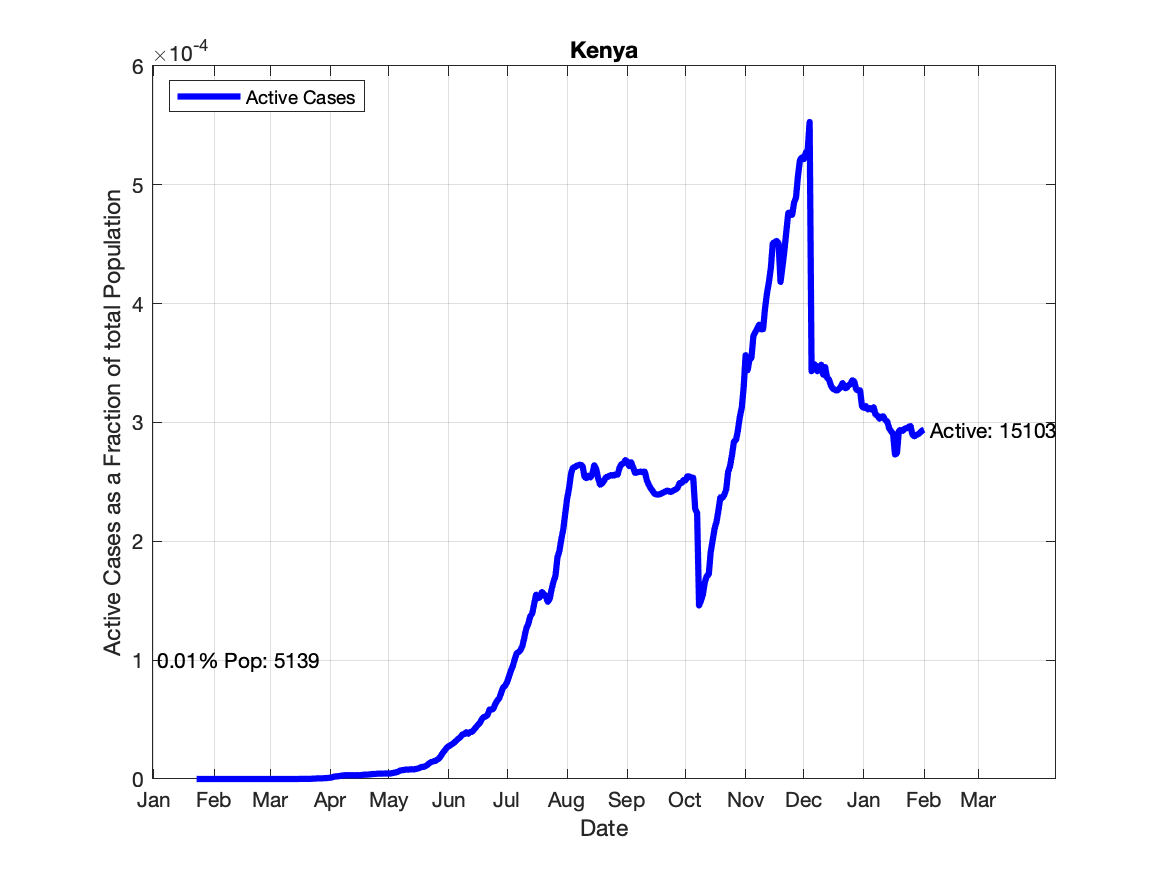 Kenya
×10-4
Active Cases
6
5
4
3
2
1
0
Active Cases as a Fraction of total Population
Active: 15103
0.01% Pop: 5139
Jan Feb Mar Apr May Jun Jul Aug Sep Oct Nov Dec Jan Feb Mar
Date